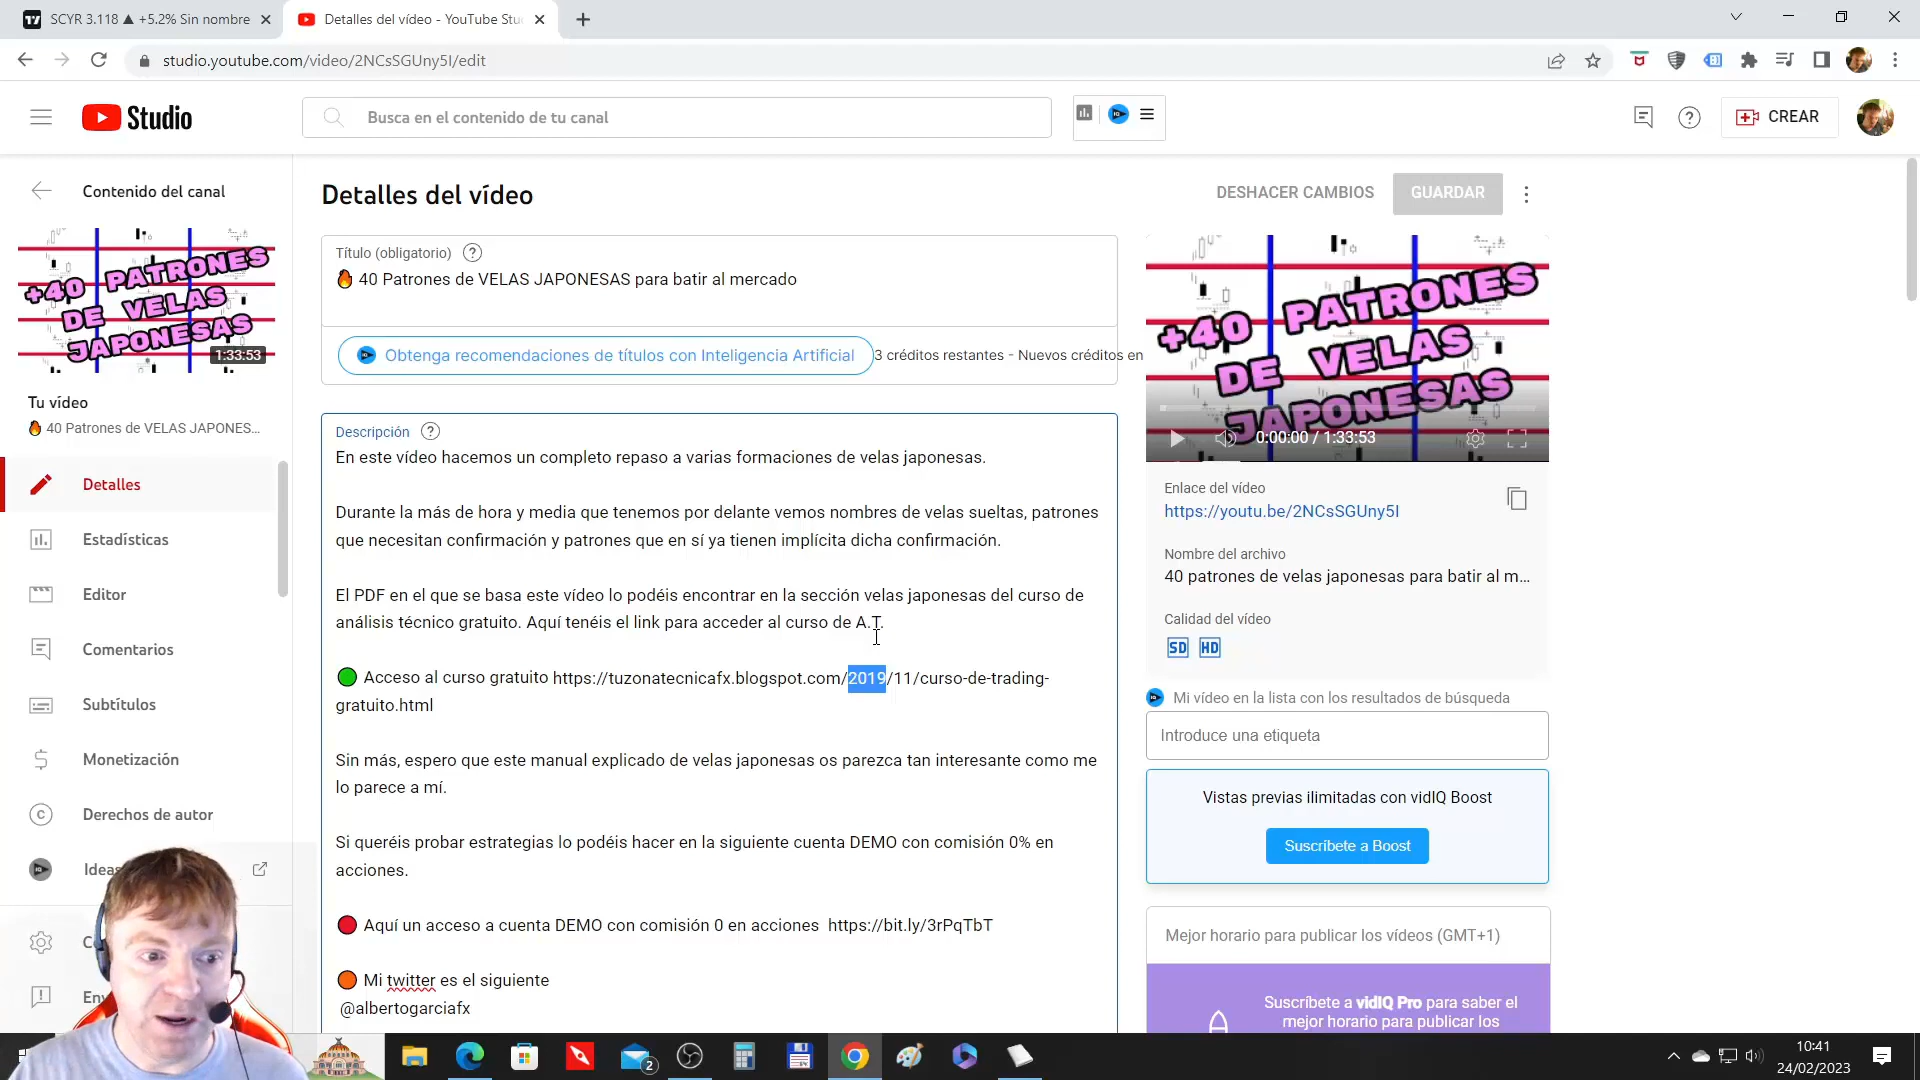 SCYR 3.118 ▲ +5.2% Sin nombre
Detalles del vídeo - YouTube Stu
studio.youtube.com/video/2NCsSGUny5I/edit
Studio
Busca en el contenido de tu canal
CREAR
Contenido del canal
+40 PATRONES
DE VELAS
JAPONESAS
1:33:53
Tu vídeo
🔥 40 Patrones de VELAS JAPONES...
Detalles
Estadísticas
Editor
Comentarios
Subtítulos
Monetización
Derechos de autor
Ideas
Detalles del vídeo
DESHACER CAMBIOS
GUARDAR
Título (obligatorio)
🔥 40 Patrones de VELAS JAPONESAS para batir al mercado
Obtenga recomendaciones de títulos con Inteligencia Artificial
3 créditos restantes - Nuevos créditos en
Descripción
En este vídeo hacemos un completo repaso a varias formaciones de velas japonesas.
Durante la más de hora y media que tenemos por delante vemos nombres de velas sueltas, patrones
que necesitan confirmación y patrones que en sí ya tienen implícita dicha confirmación.
El PDF en el que se basa este vídeo lo podéis encontrar en la sección velas japonesas del curso de
análisis técnico gratuito. Aquí tenéis el link para acceder al curso de A.T.
🟢 Acceso al curso gratuito https://tuzonatecnicafx.blogspot.com/2019/11/curso-de-trading-
gratuito.html
Sin más, espero que este manual explicado de velas japonesas os parezca tan interesante como me
lo parece a mí.
Si queréis probar estrategias lo podéis hacer en la siguiente cuenta DEMO con comisión 0% en
acciones.
🔴 Aquí un acceso a cuenta DEMO con comisión 0 en acciones https://bit.ly/3rPqTbT
🟠 Mi twitter es el siguiente
@albertogarciafx
+40 PATRONES
DE VELAS
JAPONESAS
0:00:00 / 1:33:53
Enlace del vídeo
https://youtu.be/2NCsSGUny5I
Nombre del archivo
40 patrones de velas japonesas para batir al m...
Calidad del vídeo
SD HD
Mi vídeo en la lista con los resultados de búsqueda
Introduce una etiqueta
Vistas previas ilimitadas con vidIQ Boost
Suscríbete a Boost
Mejor horario para publicar los vídeos (GMT+1)
Suscríbete a vidIQ Pro para saber el
mejor horario para publicar los
2
10:41
24/02/2023